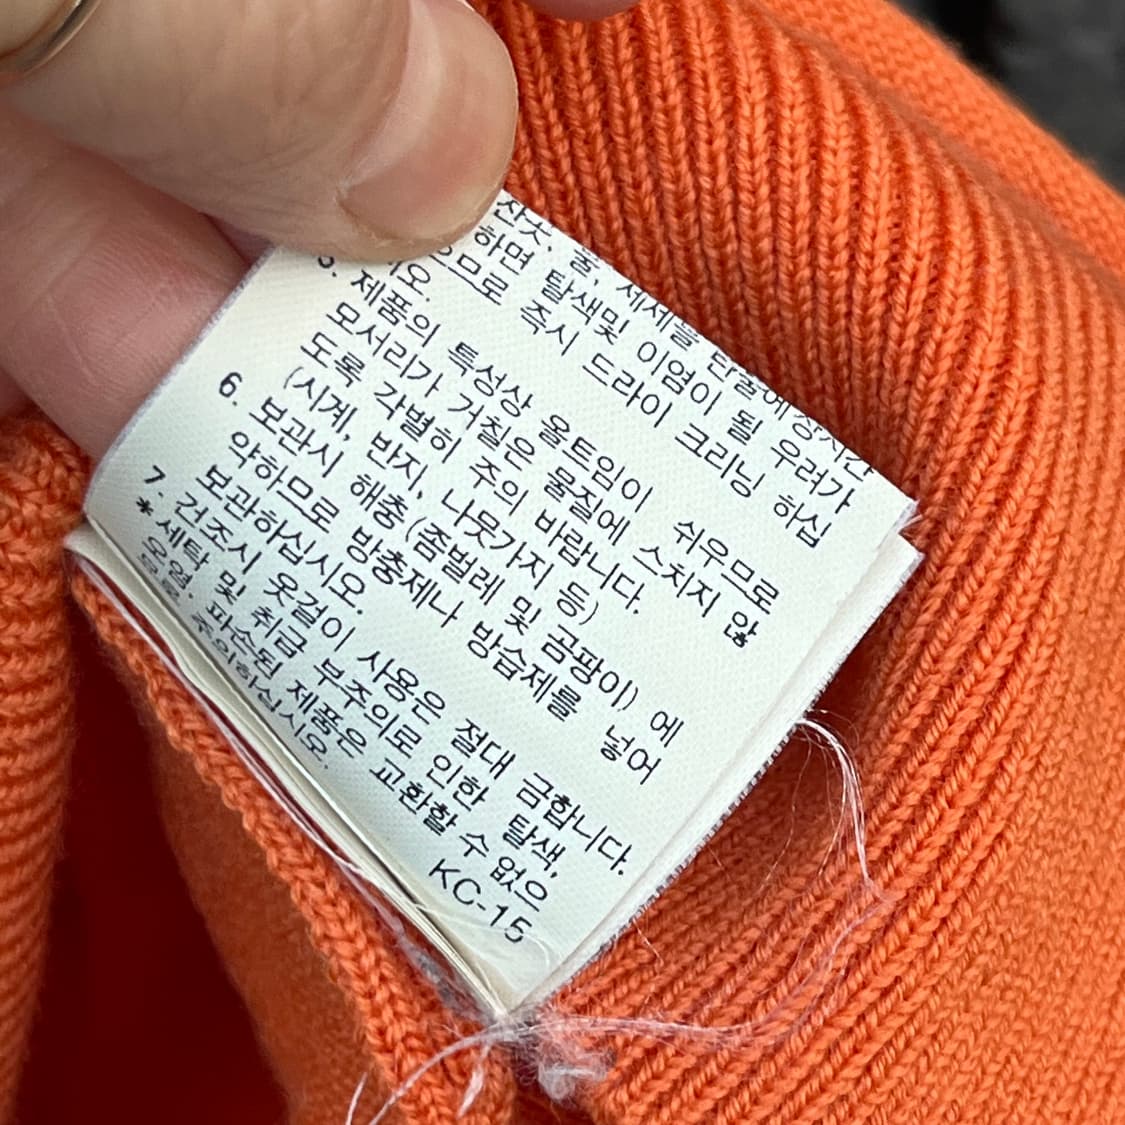 하면 탈색및 이염이 될 우려가
므로 즉시 드라이 크리닝 하십
오.
5. 제품의 특성상 올트임이 쉬우므로
모서리가 거칠은 물질에 스치지 않
도록 각별히 주의 바랍니다.
(시계, 반지, 나뭇가지 등)
6. 보관시 해충(좀벌레 및 곰팡이) 에
약하므로 방충제나 방습제를 넣어
보관하십시오.
7. 건조시 옷걸이 사용은 절대 금합니다.
* 세탁 및 취급 부주의로 인한 탈색,
오염, 파손된 제품은 교환할 수 없으
므로 주의하십시오.
KC-15